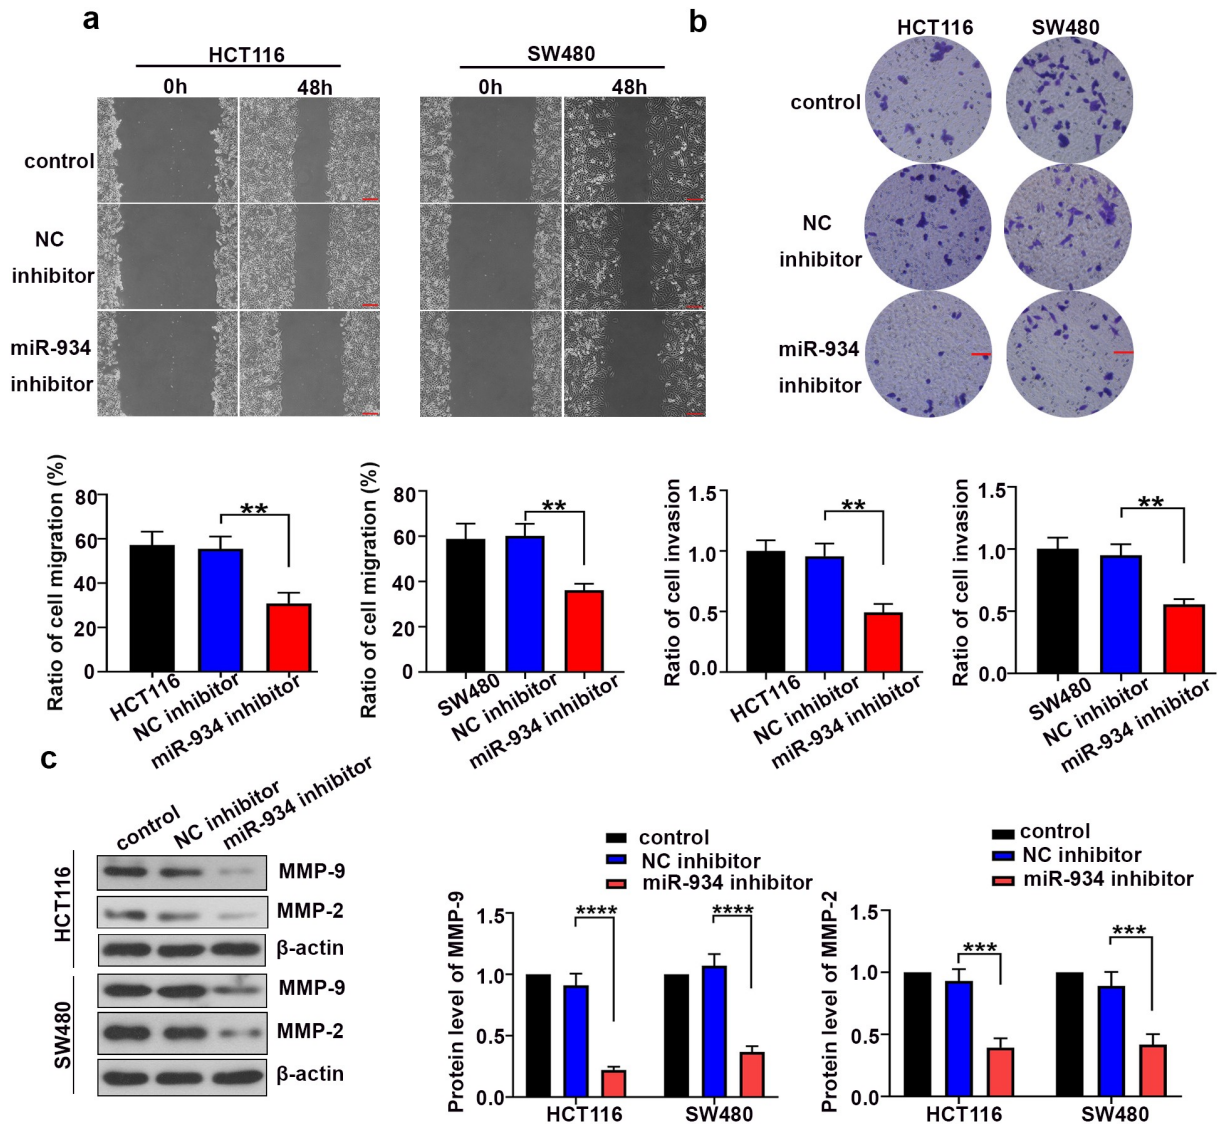 a
HCT116
0h 48h
SW480
0h 48h
control
NC
inhibitor
miR-934
inhibitor
b
HCT116 SW480
control
NC
inhibitor
miR-934
inhibitor
Ratio of cell migration (%)
80
60
40
20
0
**
HCT116
NC inhibitor
miR-934 inhibitor
Ratio of cell migration (%)
80
60
40
20
0
**
SW480
NC inhibitor
miR-934 inhibitor
Ratio of cell invasion
1.5
1.0
0.5
0.0
**
HCT116
NC inhibitor
miR-934 inhibitor
Ratio of cell invasion
1.5
1.0
0.5
0.0
**
SW480
NC inhibitor
miR-934 inhibitor
c
control
NC inhibitor
miR-934 inhibitor
HCT116
MMP-9
MMP-2
β-actin
SW480
MMP-9
MMP-2
β-actin
control
NC inhibitor
miR-934 inhibitor
Protein level of MMP-9
1.5
1.0
0.5
0.0
****
****
HCT116 SW480
control
NC inhibitor
miR-934 inhibitor
Protein level of MMP-2
1.5
1.0
0.5
0.0
***
***
HCT116 SW480